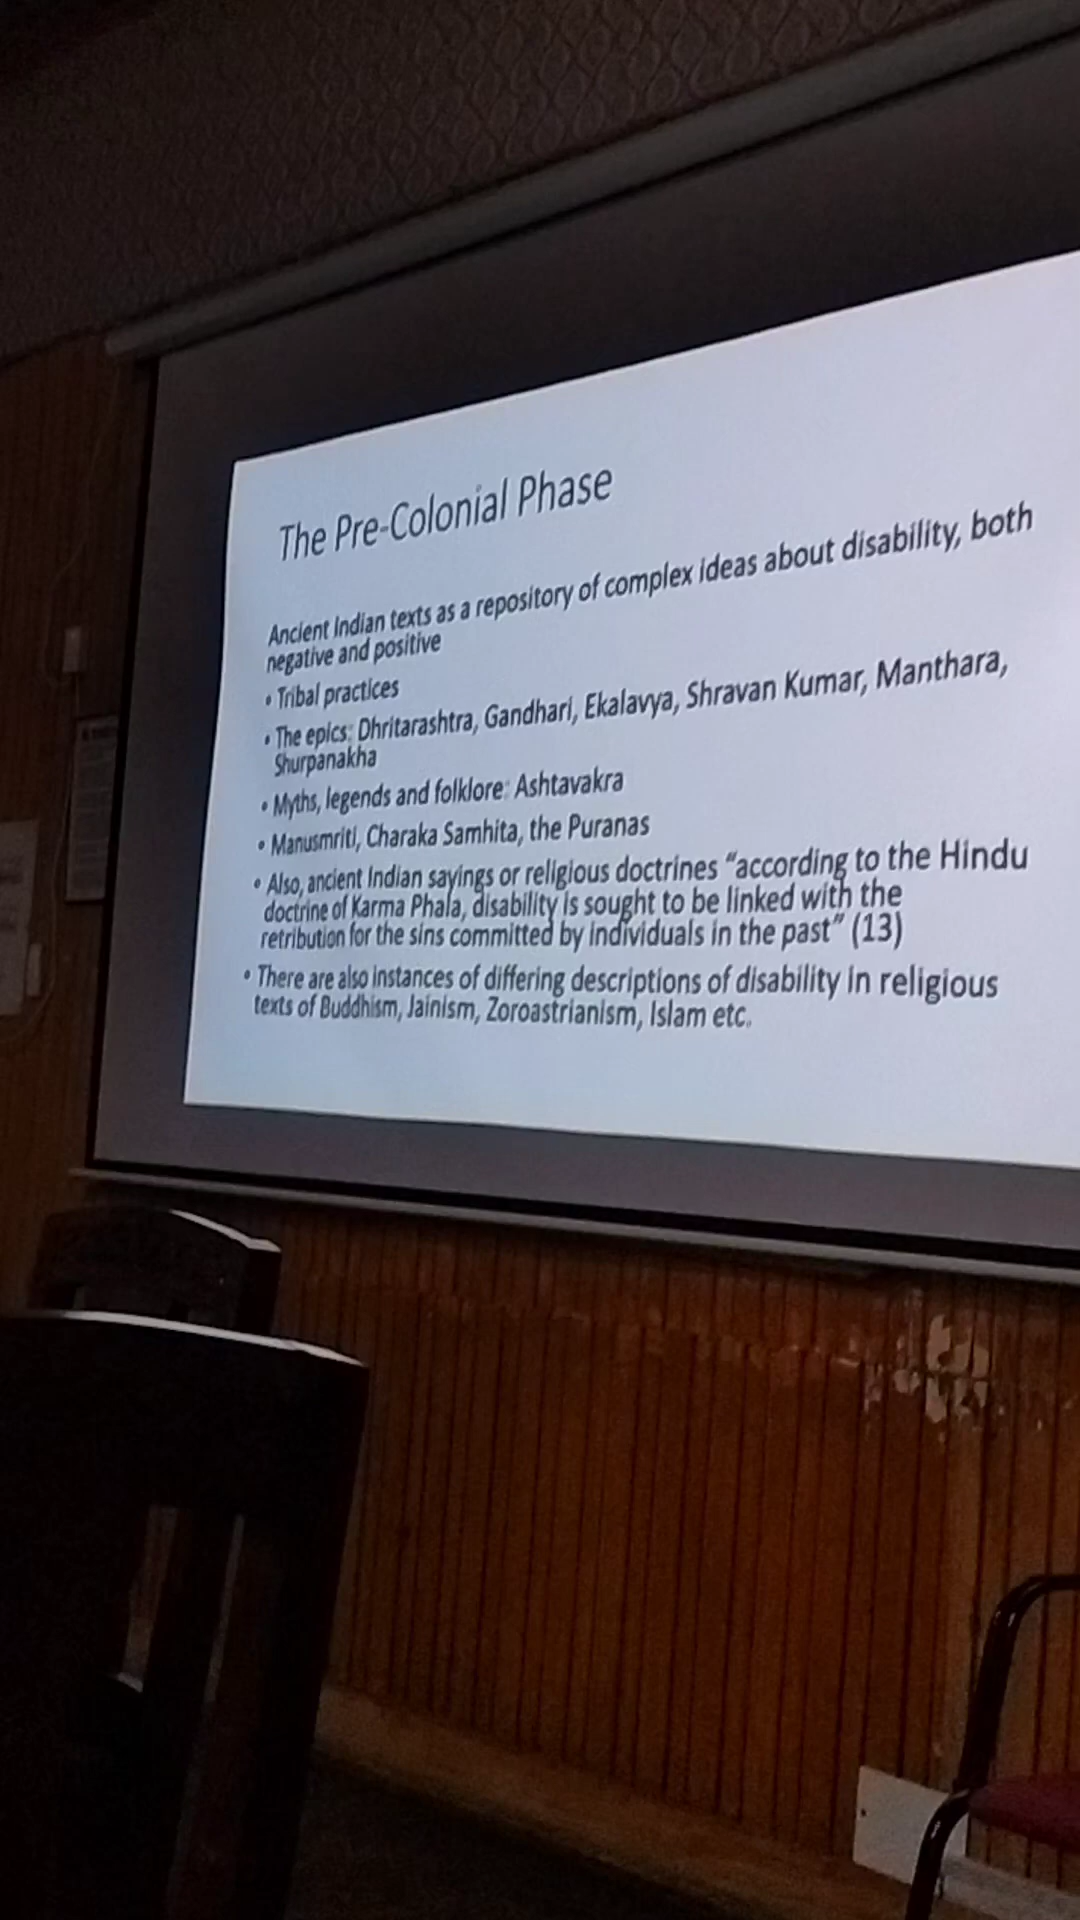 The Pre-Colonial Phase
Ancient Indian texts as a repository of complex ideas about disability, both
negative and positive
• Tribal practices
• The epics: Dhritarashtra, Gandhari, Ekalavya, Shravan Kumar, Manthara,
Shurpanakha
• Myths, legends and folklore: Ashtavakra
• Manusmriti, Charaka Samhita, the Puranas
• Also, ancient Indian sayings or religious doctrines “according to the Hindu
doctrine of Karma Phala, disability is sought to be linked with the
retribution for the sins committed by individuals in the past” (13)
• There are also instances of differing descriptions of disability in religious
texts of Buddhism, Jainism, Zoroastrianism, Islam etc.